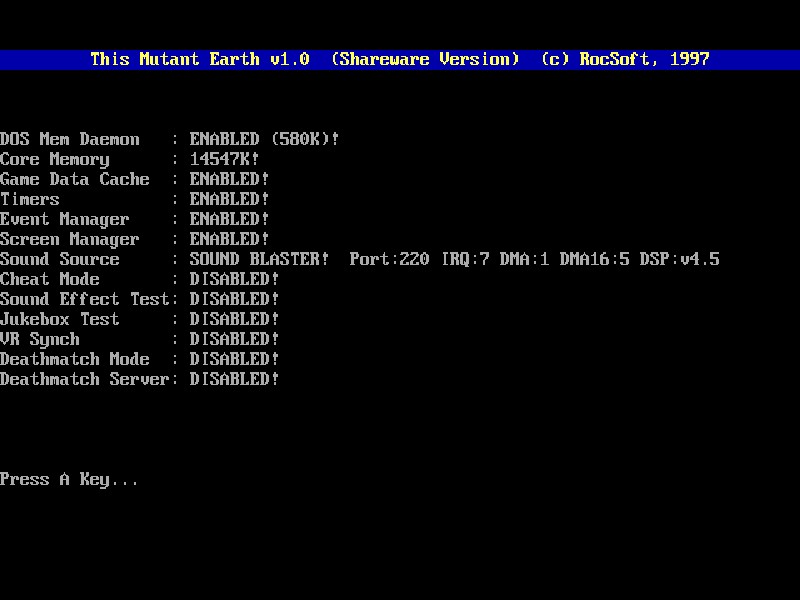 This Mutant Earth v1.0  (Shareware Version)  (c) RocSoft, 1997
DOS Mem Daemon   : ENABLED (580K)!
Core Memory      : 14547K!
Game Data Cache  : ENABLED!
Timers           : ENABLED!
Event Manager    : ENABLED!
Screen Manager   : ENABLED!
Sound Source     : SOUND BLASTER!  Port:220 IRQ:7 DMA:1 DMA16:5 DSP:v4.5
Cheat Mode       : DISABLED!
Sound Effect Test: DISABLED!
Jukebox Test     : DISABLED!
VR Synch         : DISABLED!
Deathmatch Mode  : DISABLED!
Deathmatch Server: DISABLED!
Press A Key...